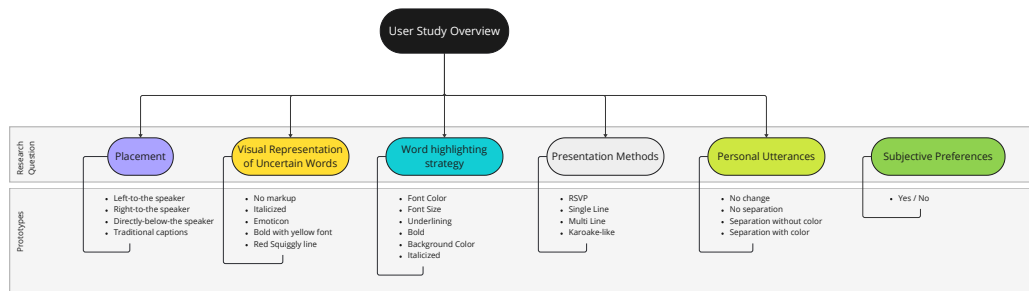 User Study Overview
Research
Question
Placement
Visual Representation
of Uncertain Words
Word highlighting
strategy
Presentation Methods
Personal Utterances
Subjective Preferences
Prototypes
• Left-to the speaker
• Right-to the speaker
• Directly-below-the speaker
• Traditional captions
• No markup
• Italicized
• Emoticon
• Bold with yellow font
• Red Squiggly line
• Font Color
• Font Size
• Underlining
• Bold
• Background Color
• Italicized
• RSVP
• Single Line
• Multi Line
• Karoake-like
• No change
• No separation
• Separation without color
• Separation with color
• Yes / No